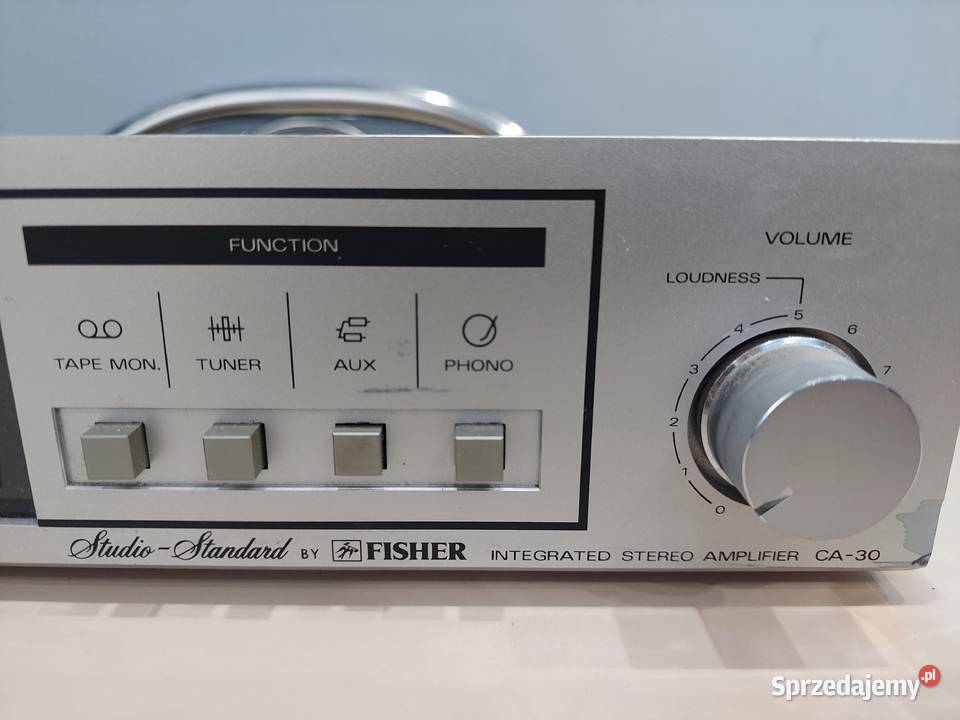 FUNCTION
TAPE MON. TUNER AUX PHONO
VOLUME
LOUDNESS
0 1 2 3 4 5 6 7
Studio-Standard BY FISHER INTEGRATED STEREO AMPLIFIER CA-30
Sprzedajemy.pl